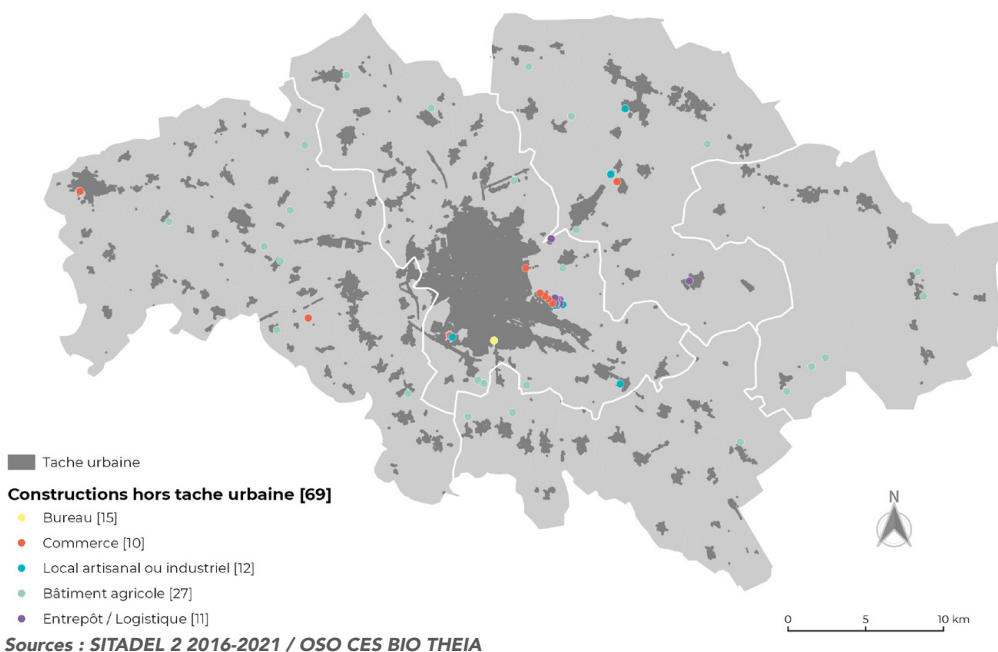 Tache urbaine
Constructions hors tache urbaine [69]
Bureau [15]
Commerce [10]
Local artisanal ou industriel [12]
Bâtiment agricole [27]
Entrepôt / Logistique [11]
N
0 5 10 km
Sources : SITADEL 2 2016-2021 / OSO CES BIO THEIA